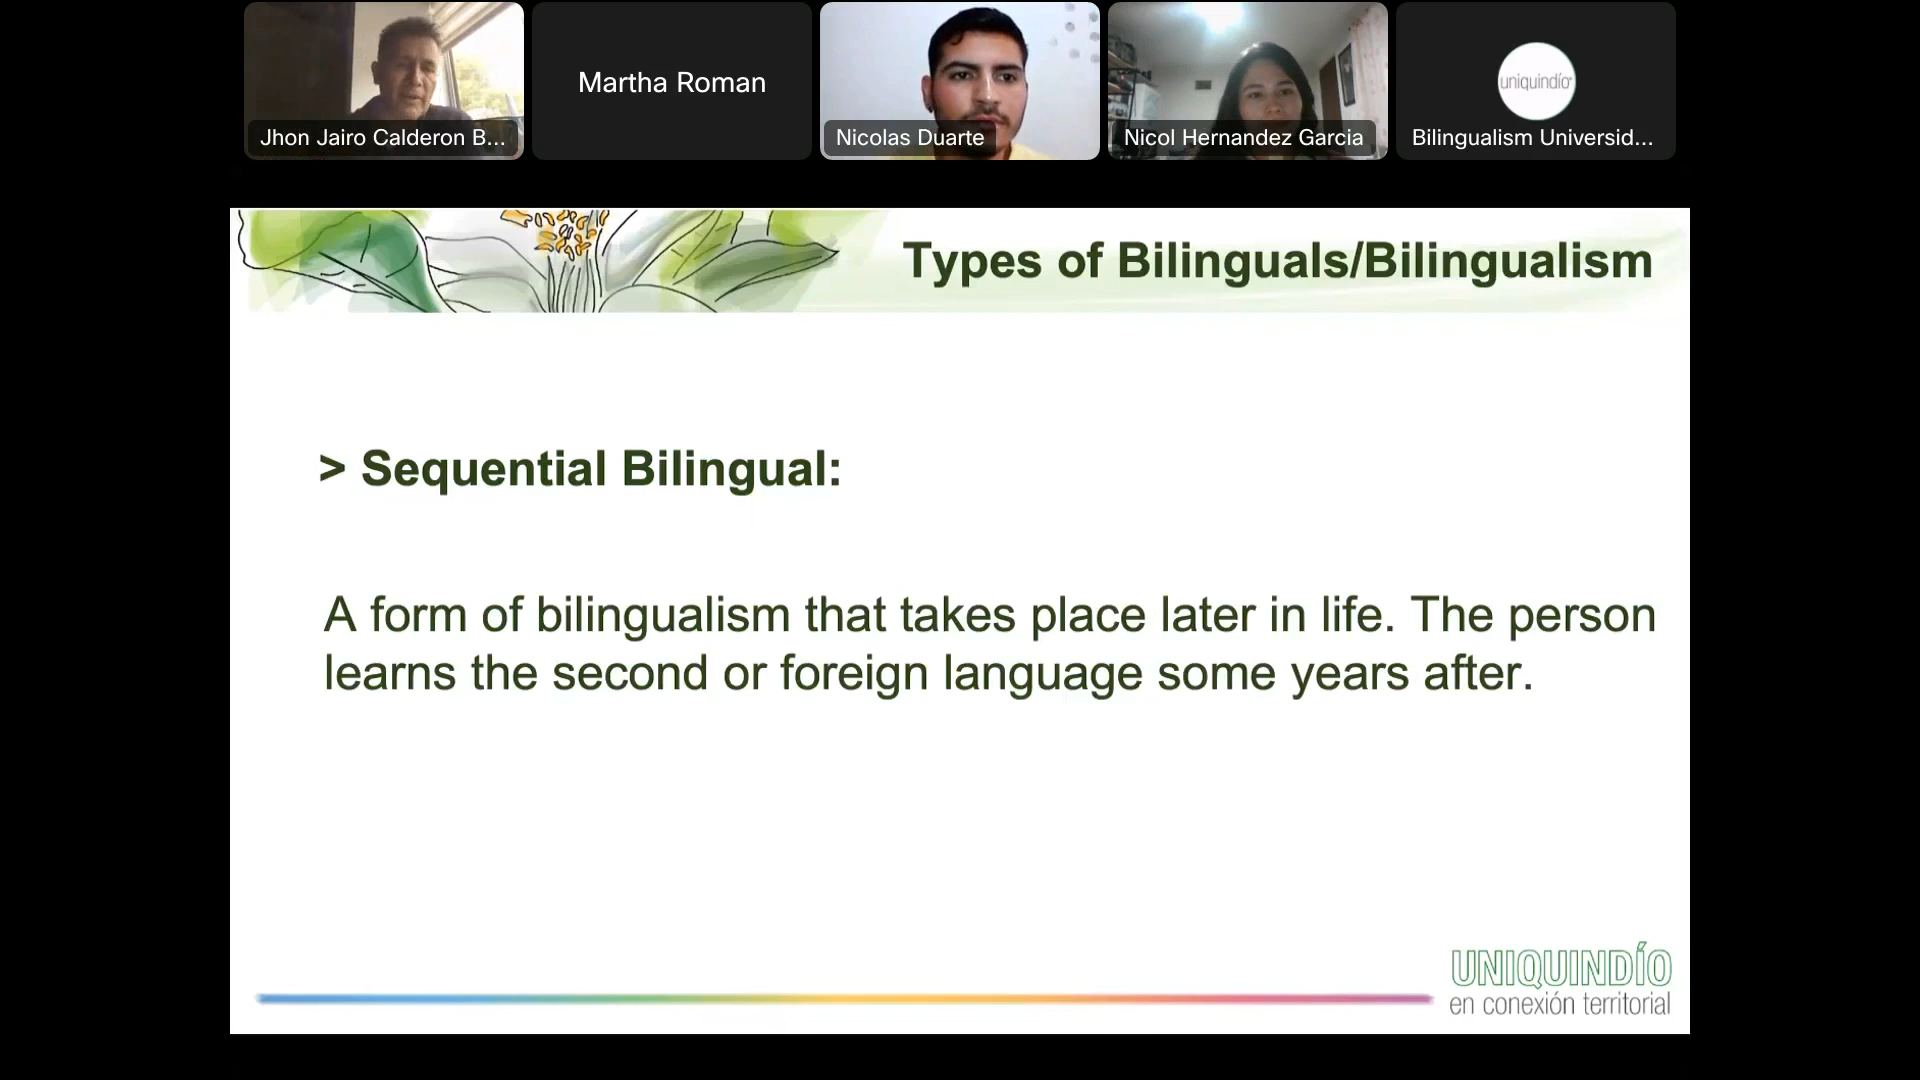 Jhon Jairo Calderon B...
Martha Roman
Nicolas Duarte
Nicol Hernandez Garcia
uniquindío
Bilingualism Universid...
Types of Bilinguals/Bilingualism
> Sequential Bilingual:
A form of bilingualism that takes place later in life. The person
learns the second or foreign language some years after.
UNIQUINDÍO
en conexión territorial